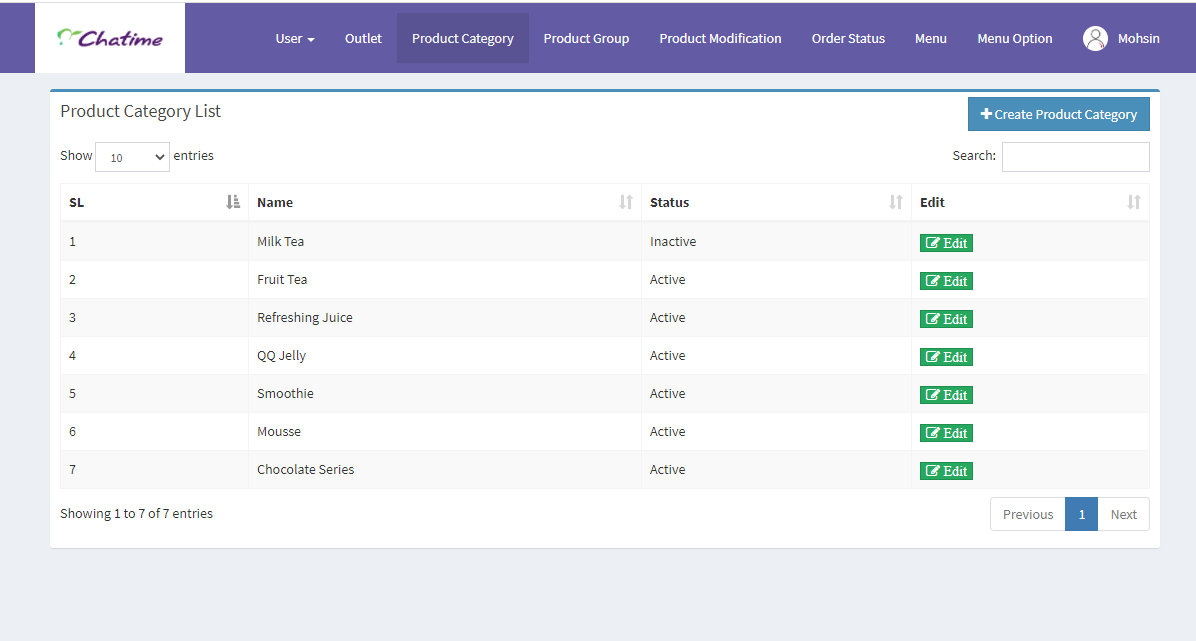 Chatime User Outlet Product Category Product Group Product Modification Order Status Menu Menu Option Mohsin
Product Category List Create Product Category
Show 10 entries Search:
SL Name Status Edit
1 Milk Tea Inactive Edit
2 Fruit Tea Active Edit
3 Refreshing Juice Active Edit
4 QQ Jelly Active Edit
5 Smoothie Active Edit
6 Mousse Active Edit
7 Chocolate Series Active Edit
Showing 1 to 7 of 7 entries Previous 1 Next